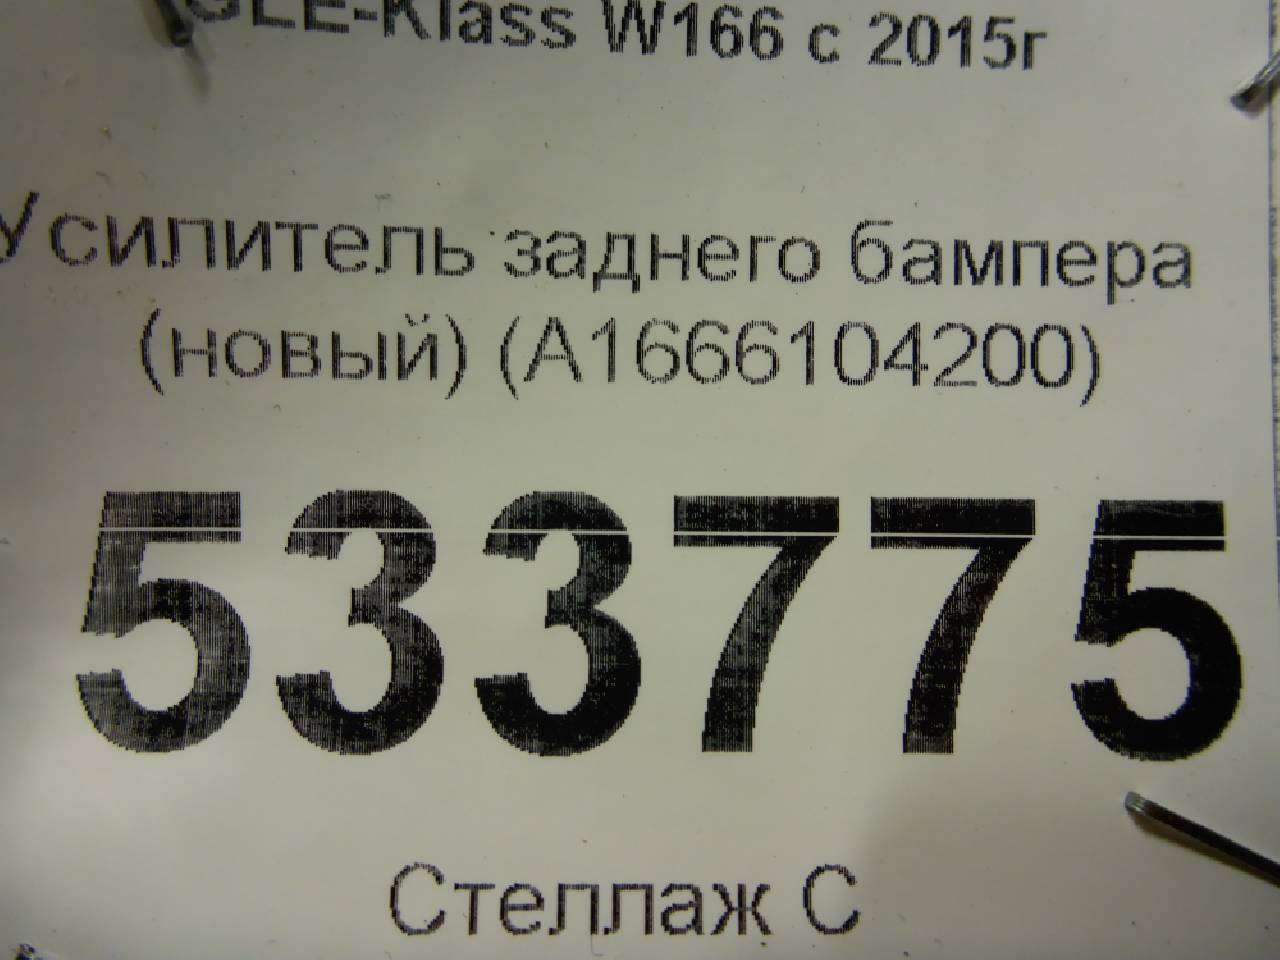 GLE-Klass W166 с 2015г
Усилитель заднего бампера
(новый) (A1666104200)
533775
Стеллаж С